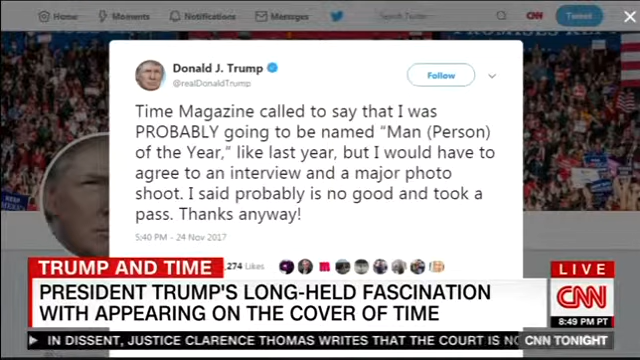 Home Moments Notifications Messages Search Twitter CNN Tweet
Donald J. Trump
@realDonaldTrump
Follow
Time Magazine called to say that I was
PROBABLY going to be named “Man (Person)
of the Year,” like last year, but I would have to
agree to an interview and a major photo
shoot. I said probably is no good and took a
pass. Thanks anyway!
5:40 PM - 24 Nov 2017
,274 Likes
TRUMP AND TIME
LIVE
PRESIDENT TRUMP'S LONG-HELD FASCINATION
WITH APPEARING ON THE COVER OF TIME
CNN
8:49 PM PT
IN DISSENT, JUSTICE CLARENCE THOMAS WRITES THAT THE COURT IS NO
CNN TONIGHT